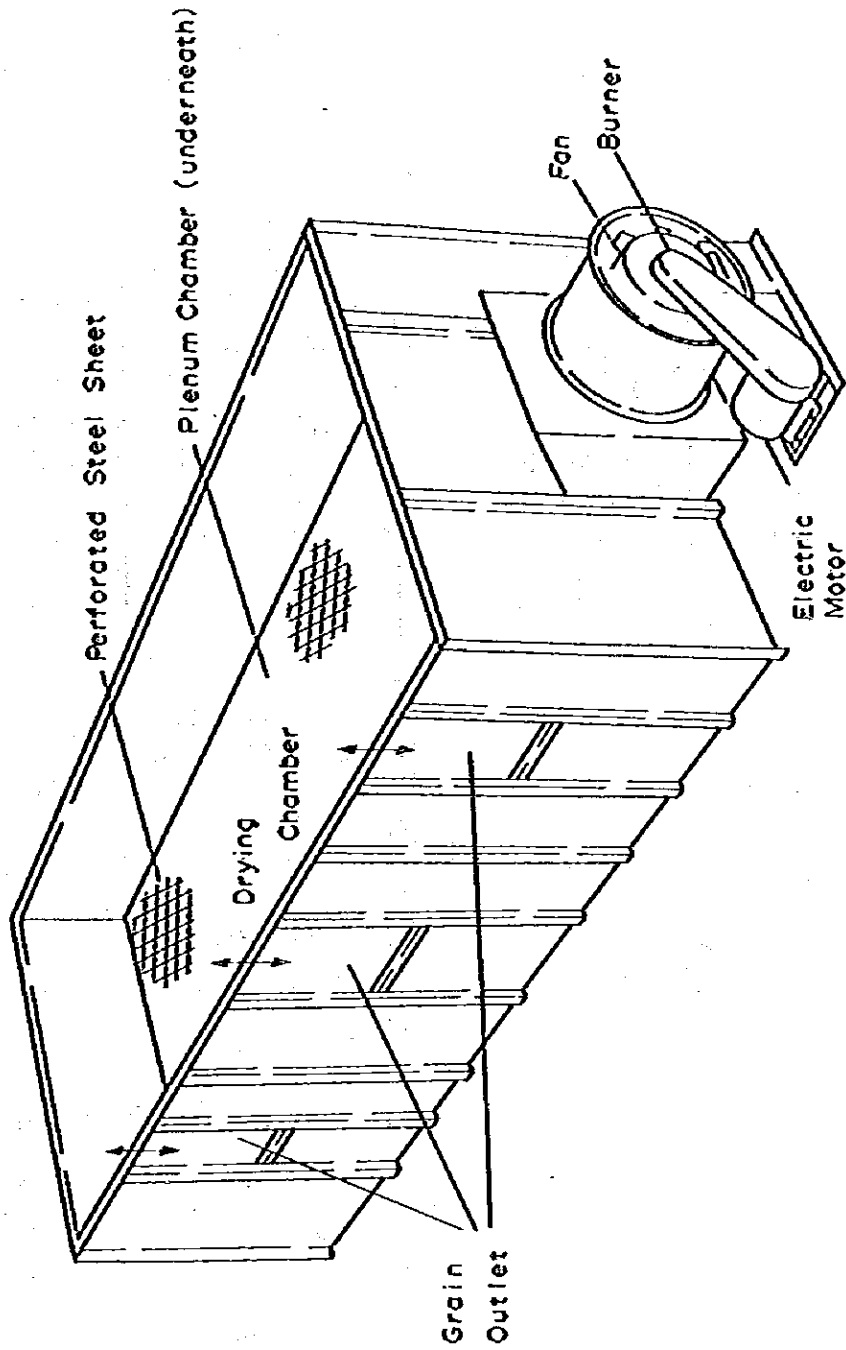 Perforated Steel Sheet
Plenum Chamber (underneath)
Drying
Chamber
Fan
Burner
Electric
Motor
Grain
Outlet